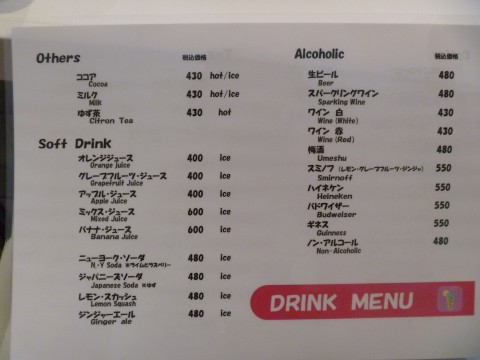 Others 税込価格
ココア 430 hot/ice
Cocoa
ミルク 430 hot/ice
Milk
ゆず茶 430 hot
Citron Tea
Soft Drink
オレンジジュース 400 ice
Orange juice
グレープフルーツ・ジュース 400 ice
Grapefruit Juice
アップル・ジュース 400 ice
Apple Juice
ミックス・ジュース 600 ice
Mixed Juice
バナナ・ジュース 600 ice
Banana Juice
ニューヨーク・ソーダ 480 ice
N.Y Soda ※ライムとラズベリー
ジャパニーズソーダ 480 ice
Japanese Soda ※ゆず
レモン・スカッシュ 480 ice
Lemon Squash
ジンジャーエール 480 ice
Ginger ale
Alcoholic 税込価格
生ビール 480
Beer
スパークリングワイン 480
Sparking Wine
ワイン 白 430
Wine (White)
ワイン 赤 430
Wine (Red)
梅酒 480
Umeshu
スミノフ (レモン・グレープフルーツ・ジンジャ) 550
Smirnoff
ハイネケン 550
Heineken
バドワイザー 550
Budweiser
ギネス 550
Guinness
ノン・アルコール 480
Non-Alcoholic
DRINK MENU